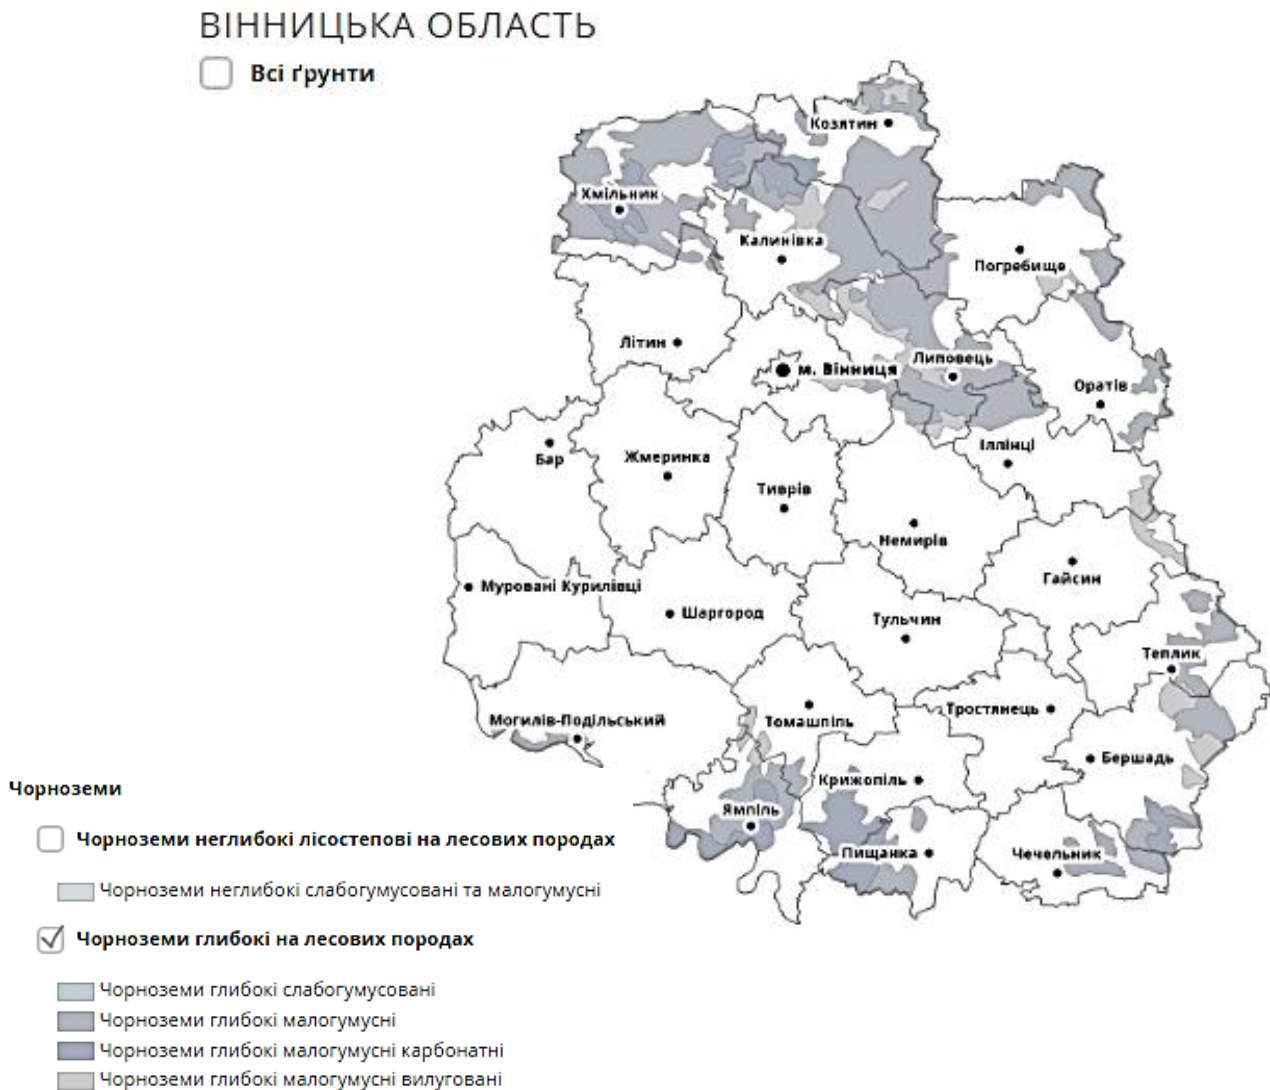 ВІННИЦЬКА ОБЛАСТЬ
Всі ґрунти
Козятин
Хмільник
Калинівка
Погребище
Літин
м. Вінниця
Липовець
Оратів
Бар
Жмеринка
Іллінці
Тиврів
Немирів
Гайсин
Муровані Курилівці
Шаргород
Тульчин
Теплик
Могилів-Подільський
Томашпіль
Тростянець
Бершадь
Крижопіль
Ямпіль
Піщанка
Чечельник
Чорноземи
Чорноземи неглибокі лісостепові на лесових породах
Чорноземи неглибокі слабогумусовані та малогумусні
Чорноземи глибокі на лесових породах
Чорноземи глибокі слабогумусовані
Чорноземи глибокі малогумусні
Чорноземи глибокі малогумусні карбонатні
Чорноземи глибокі малогумусні вилуговані